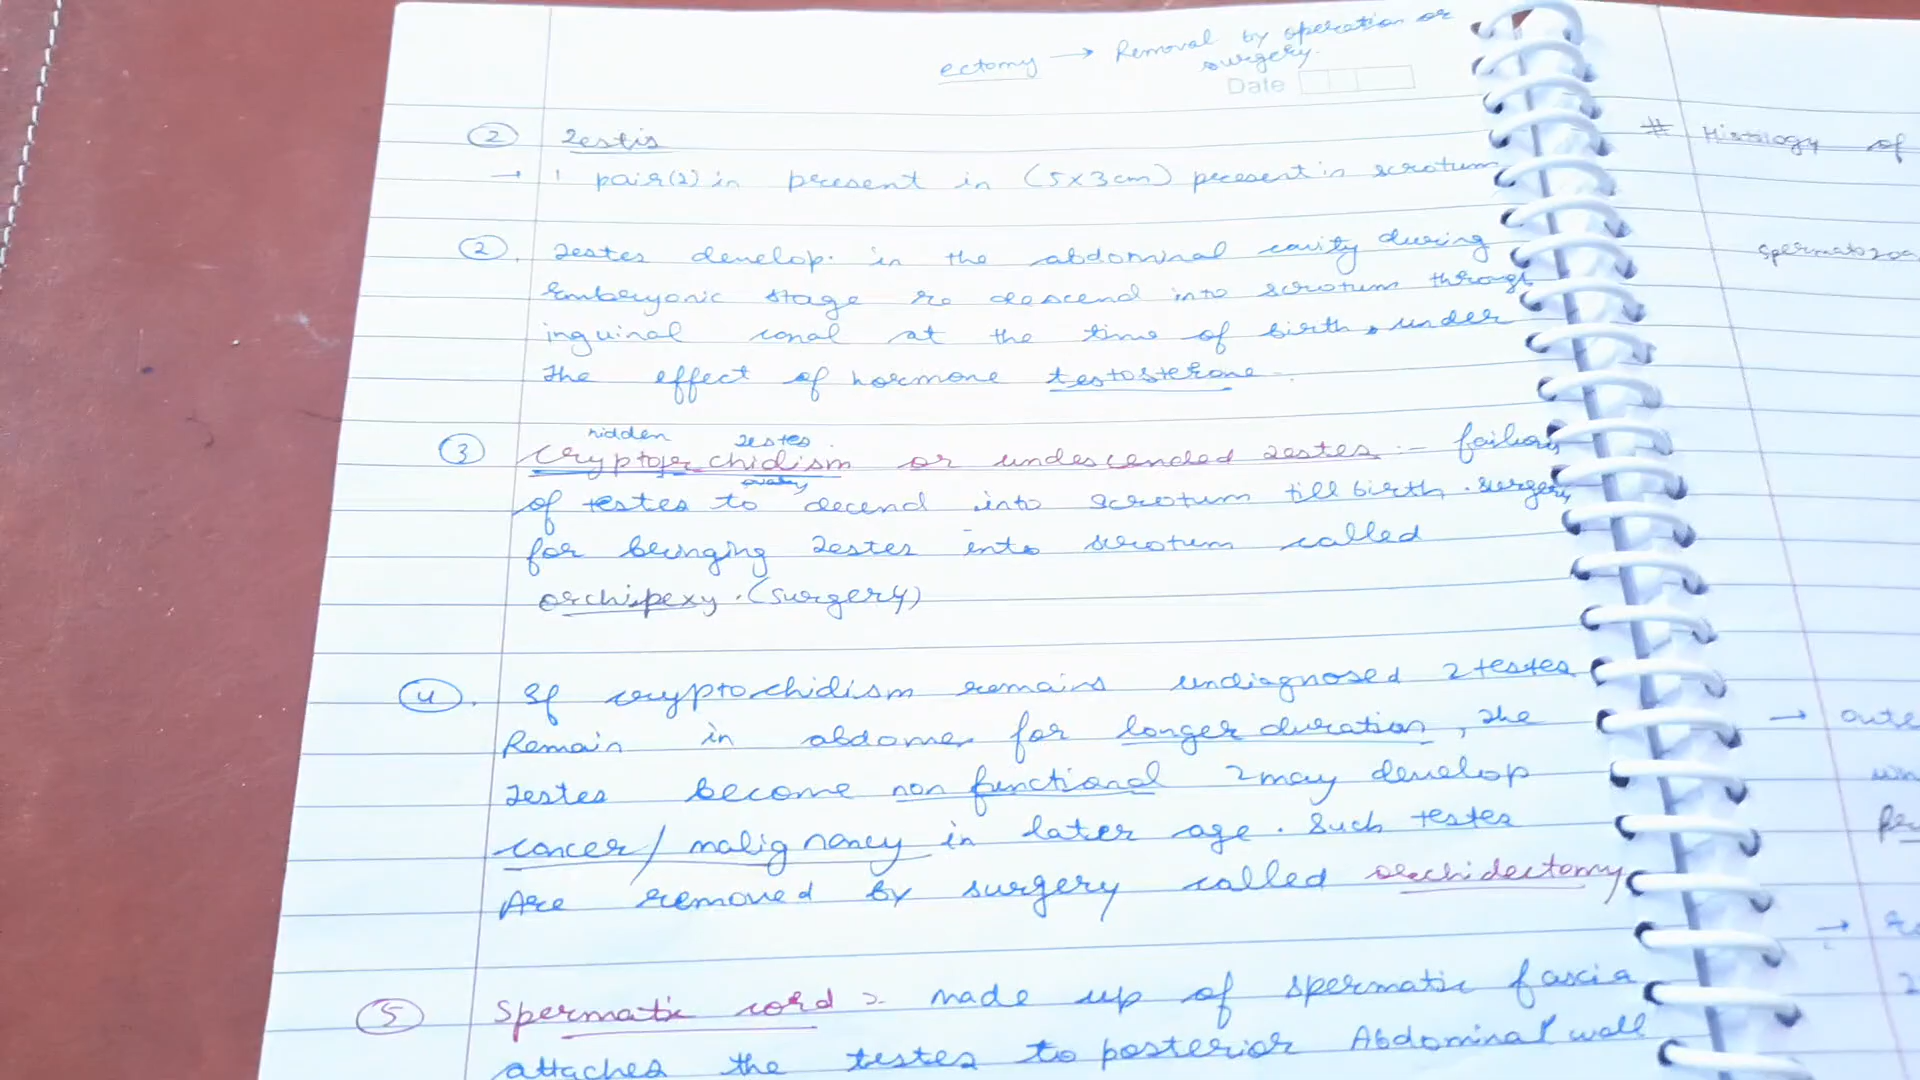 ectomy → Removal by operation or
surgery.
Date
② Testis
→ 1 pair(2) in present in (5x3cm) present in scrotum
②. Testes develop. in the abdominal cavity during
Embryonic stage descend into scrotum through
inguinal canal at the time of birth, under
the effect of hormone testosterone.
hidden testes.
③ Cryptorchidism or undescended testes :- failure
ovary
of testes to decend into scrotum till birth. surgery
for bringing testes into scrotum called
orchipexy. (surgery)
④. If cryptochidism remains undiagnosed 2 testes
Remain in abdomen for longer duration, the
testes become non functional 2 may develop
cancer/malignancy in later age. Such testes
Are removed by surgery called orchidectomy
⑤ Spermatic cord :- made up of spermatic fascia
attaches the testes to posterior Abdominal wall
# Histology of
Spermatozoa
→ oute
→